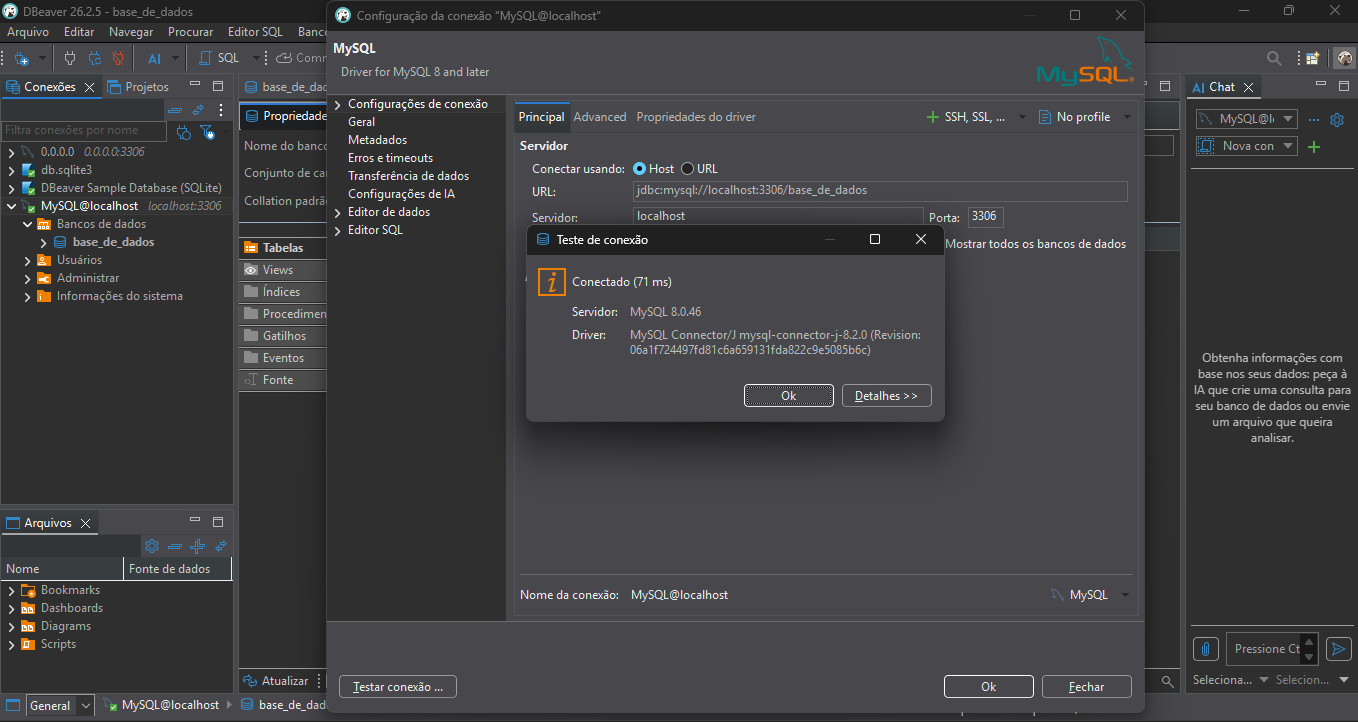 DBeaver 26.2.5 - base_de_dados
Arquivo Editar Navegar Procurar Editor SQL Banc
AI SQL Comm
Conexões Projetos
Filtra conexões por nome
0.0.0.0 0.0.0.0:3306
db.sqlite3
DBeaver Sample Database (SQLite)
MySQL@localhost localhost:3306
Bancos de dados
base_de_dados
Usuários
Administrar
Informações do sistema
Arquivos
Nome Fonte de dados
Bookmarks
Dashboards
Diagrams
Scripts
General MySQL@localhost base_de_dad
base_de_dad
Propriedade
Nome do banco
Conjunto de car
Collation padrã
Tabelas
Views
Índices
Procedimen
Gatilhos
Eventos
Fonte
Atualizar
Configuração da conexão "MySQL@localhost"
MySQL
Driver for MySQL 8 and later
MySQL
Configurações de conexão
Geral
Metadados
Erros e timeouts
Transferência de dados
Configurações de IA
Editor de dados
Editor SQL
Principal Advanced Propriedades do driver SSH, SSL, ... No profile
Servidor
Conectar usando: Host URL
URL: jdbc:mysql://localhost:3306/base_de_dados
Servidor: localhost Porta: 3306
Mostrar todos os bancos de dados
Teste de conexão
Conectado (71 ms)
Servidor: MySQL 8.0.46
Driver: MySQL Connector/J mysql-connector-j-8.2.0 (Revision:
06a1f724497fd81c6a659131fda822c9e5085b6c)
Ok Detalhes >>
Nome da conexão: MySQL@localhost MySQL
Testar conexão ... Ok Fechar
AI Chat
MySQL@l
Nova con
Obtenha informações com
base nos seus dados: peça à
IA que crie uma consulta para
seu banco de dados ou envie
um arquivo que queira
analisar.
Pressione Ct
Seleciona... Selecion...